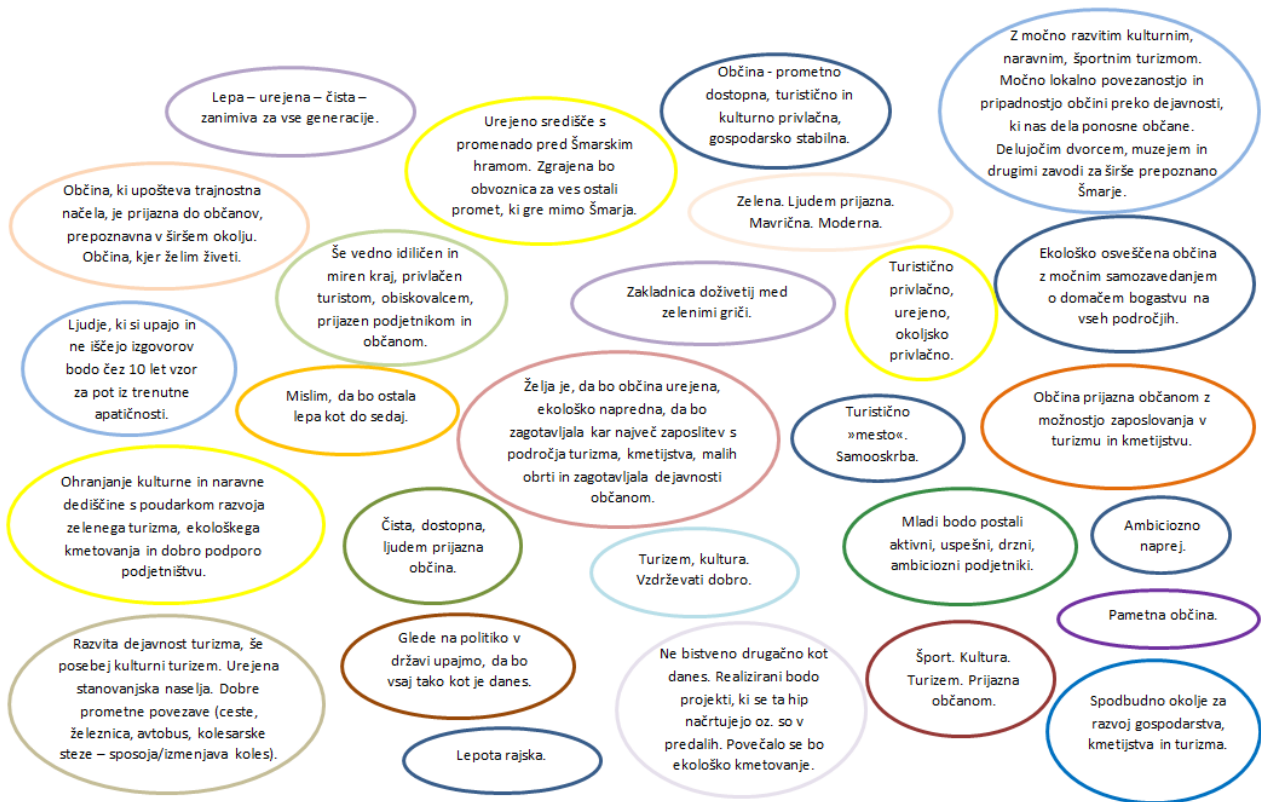 Lepa – urejena – čista –
zanimiva za vse generacije.
Urejeno središče s
promenado pred Šmarskim
hramom. Zgrajena bo
obvoznica za ves ostali
promet, ki gre mimo Šmarja.
Občina - prometno
dostopna, turistično in
kulturno privlačna,
gospodarsko stabilna.
Z močno razvitim kulturnim,
naravnim, športnim turizmom.
Močno lokalno povezanostjo in
pripadnostjo občini preko dejavnosti,
ki nas dela ponosne občane.
Delujočim dvorcem, muzejem in
drugimi zavodi za širše prepoznano
Šmarje.
Občina, ki upošteva trajnostna
načela, je prijazna do občanov,
prepoznavna v širšem okolju.
Občina, kjer želim živeti.
Še vedno idiličen in
miren kraj, privlačen
turistom, obiskovalcem,
prijazen podjetnikom in
občanom.
Zelena. Ljudem prijazna.
Mavrična. Moderna.
Zakladnica doživetij med
zelenimi griči.
Turistično
privlačno,
urejeno,
okoljsko
privlačno.
Ekološko osveščena občina
z močnim samozavedanjem
o domačem bogastvu na
vseh področjih.
Ljudje, ki si upajo in
ne iščejo izgovorov
bodo čez 10 let vzor
za pot iz trenutne
apatičnosti.
Mislim, da bo ostala
lepa kot do sedaj.
Želja je, da bo občina urejena,
ekološko napredna, da bo
zagotavljala kar največ zaposlitev s
področja turizma, kmetijstva, malih
obrti in zagotavljala dejavnosti
občanom.
Turistično
»mesto«.
Samooskrba.
Občina prijazna občanom z
možnostjo zaposlovanja v
turizmu in kmetijstvu.
Ohranjanje kulturne in naravne
dediščine s poudarkom razvoja
zelenega turizma, ekološkega
kmetovanja in dobro podporo
podjetništvu.
Čista, dostopna,
ljudem prijazna
občina.
Turizem, kultura.
Vzdrževati dobro.
Mladi bodo postali
aktivni, uspešni, drzni,
ambiciozni podjetniki.
Ambiciozno
naprej.
Pametna občina.
Razvita dejavnost turizma, še
posebej kulturni turizem. Urejena
stanovanjska naselja. Dobre
prometne povezave (ceste,
železnica, avtobus, kolesarske
steze – sposoja/izmenjava koles).
Glede na politiko v
državi upajmo, da bo
vsaj tako kot je danes.
Lepota rajska.
Ne bistveno drugačno kot
danes. Realizirani bodo
projekti, ki se ta hip
načrtujejo oz. so v
predalih. Povečalo se bo
ekološko kmetovanje.
Šport. Kultura.
Turizem. Prijazna
občanom.
Spodbudno okolje za
razvoj gospodarstva,
kmetijstva in turizma.